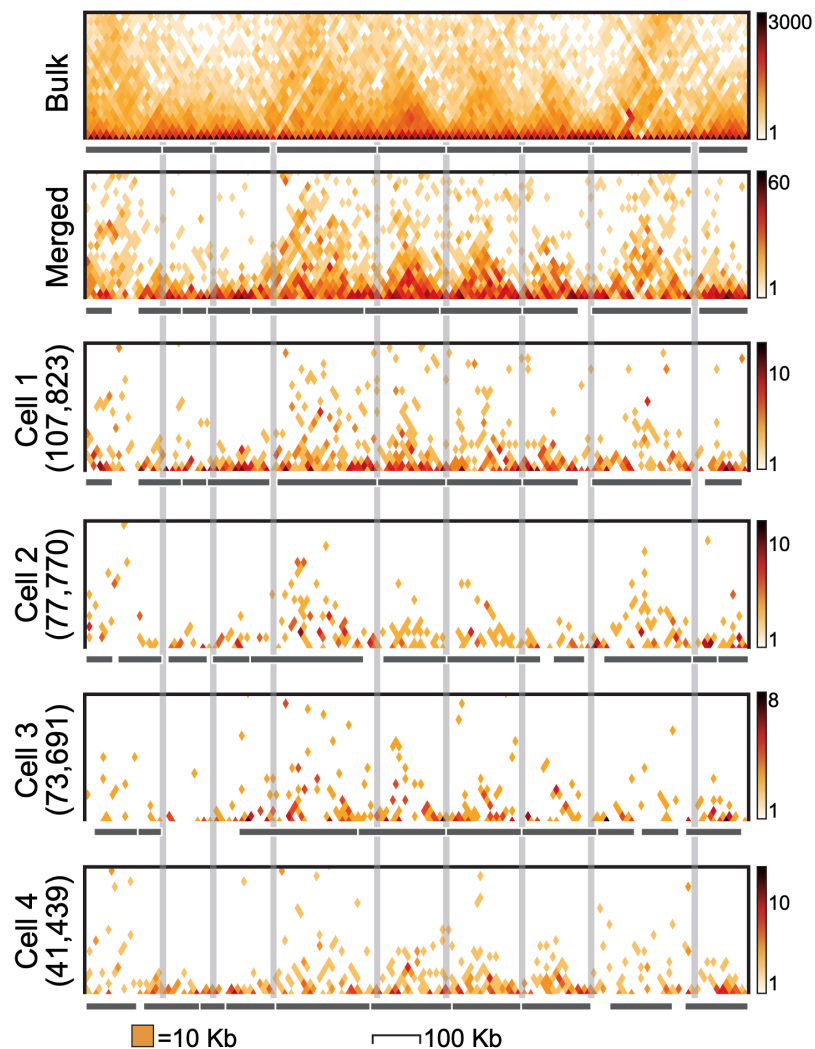 Bulk
3000
1
Merged
60
1
Cell 1
(107,823)
10
1
Cell 2
(77,770)
10
1
Cell 3
(73,691)
8
1
Cell 4
(41,439)
10
1
=10 Kb
100 Kb